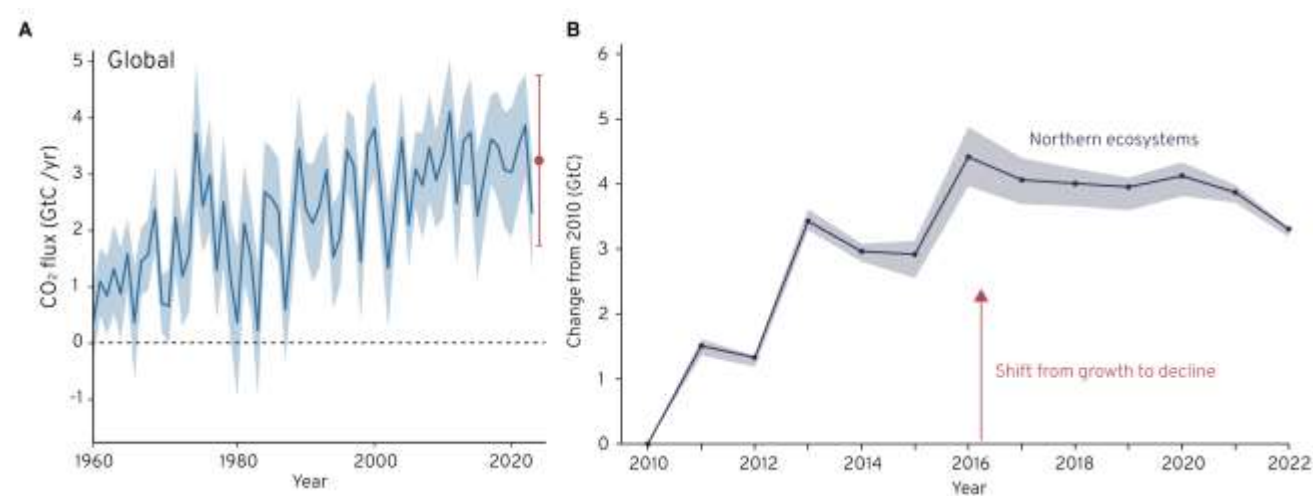 A
Global
CO₂ flux (GtC /yr)
5
4
3
2
1
0
-1
1960
1980
2000
2020
Year
B
Northern ecosystems
Change from 2010 (GtC)
6
5
4
3
2
1
0
Shift from growth to decline
2010
2012
2014
2016
2018
2020
2022
Year